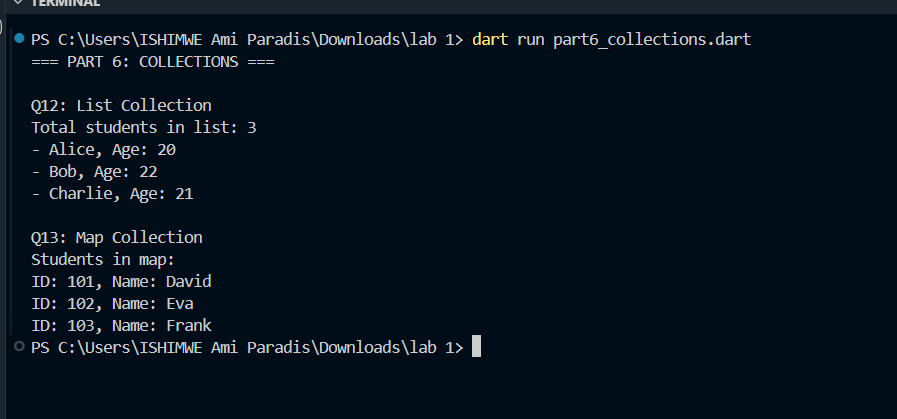 TERMINAL
PS C:\Users\ISHIMWE Ami Paradis\Downloads\lab 1> dart run part6_collections.dart
=== PART 6: COLLECTIONS ===
Q12: List Collection
Total students in list: 3
- Alice, Age: 20
- Bob, Age: 22
- Charlie, Age: 21
Q13: Map Collection
Students in map:
ID: 101, Name: David
ID: 102, Name: Eva
ID: 103, Name: Frank
PS C:\Users\ISHIMWE Ami Paradis\Downloads\lab 1>